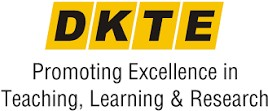 DKTE
Promoting Excellence in
Teaching, Learning & Research